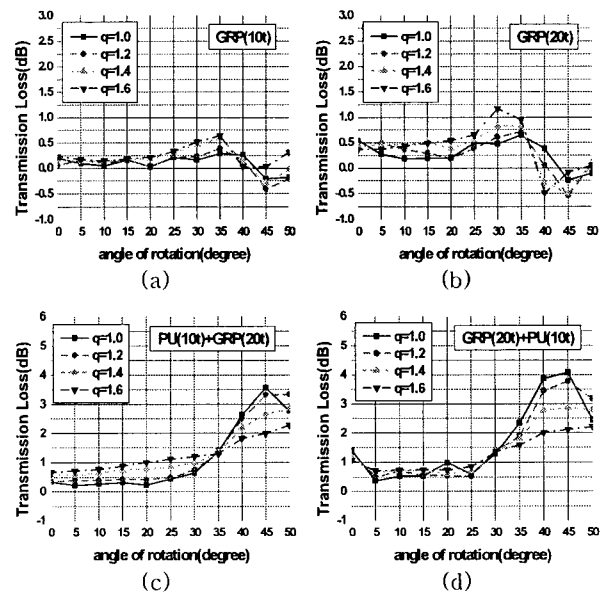 3.0
2.5
2.0
1.5
1.0
0.5
0.0
0.5
-1.0
Transmission Loss(dB)
q=1.0
q=1.2
q=1.4
q=1.6
GRP(10t)
0 5 10 15 20 25 30 35 40 45 50
angle of rotation(degree)
(a)
3.0
2.5
2.0
1.5
1.0
0.5
0.0
0.5
-1.0
Transmission Loss(dB)
q=1.0
q=1.2
q=1.4
q=1.6
GRP(20t)
0 5 10 15 20 25 30 35 40 45 50
angle of rotation(degree)
(b)
6
5
4
3
2
1
0
-1
Transmission Loss(dB)
q=1.0
q=1.2
q=1.4
q=1.6
PU(10t)+GRP(20t)
0 5 10 15 20 25 30 35 40 45 50
angle of rotation(degree)
(c)
6
5
4
3
2
1
0
-1
Transmission Loss(dB)
q=1.0
q=1.2
q=1.4
q=1.6
GRP(20t)+PU(10t)
0 5 10 15 20 25 30 35 40 45 50
angle of rotation(degree)
(d)